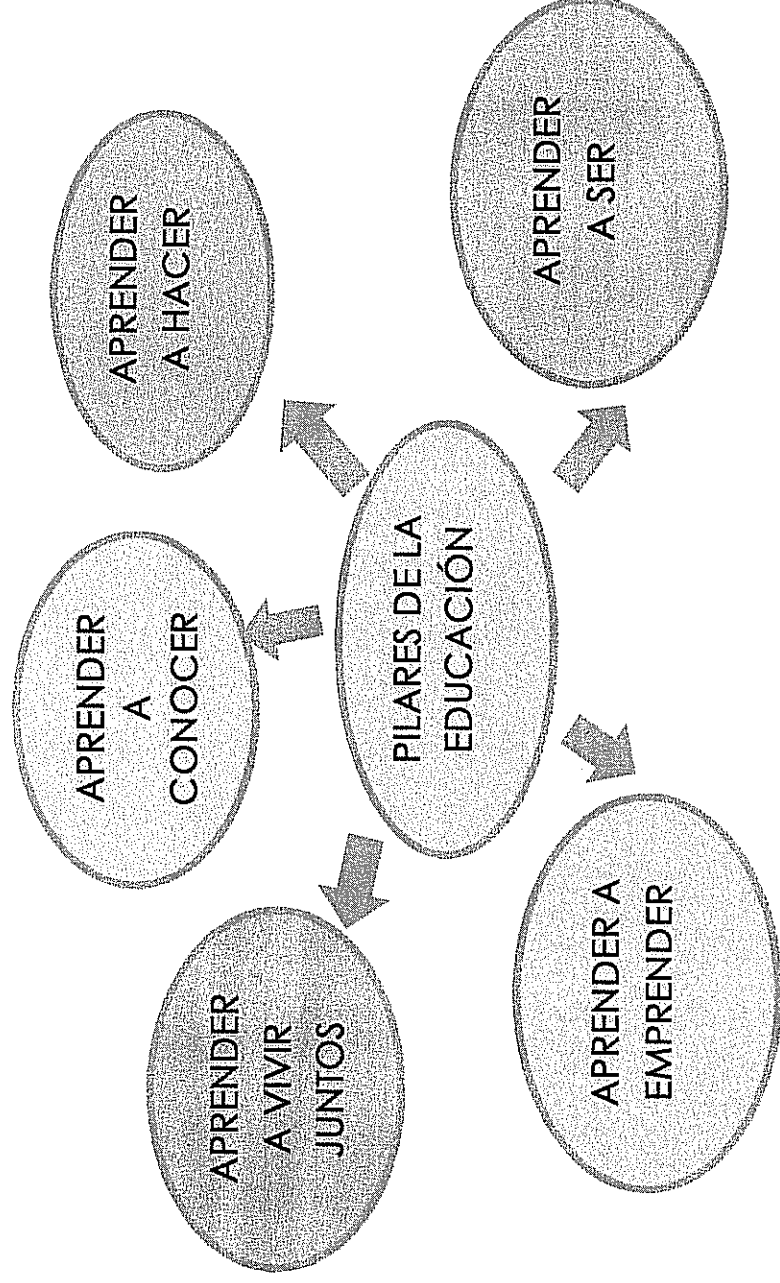 APRENDER
A VIVIR
JUNTOS
APRENDER
A
CONOCER
APRENDER
A HACER
PILARES DE LA
EDUCACIÓN
APRENDER A
EMPRENDER
APRENDER
A SER